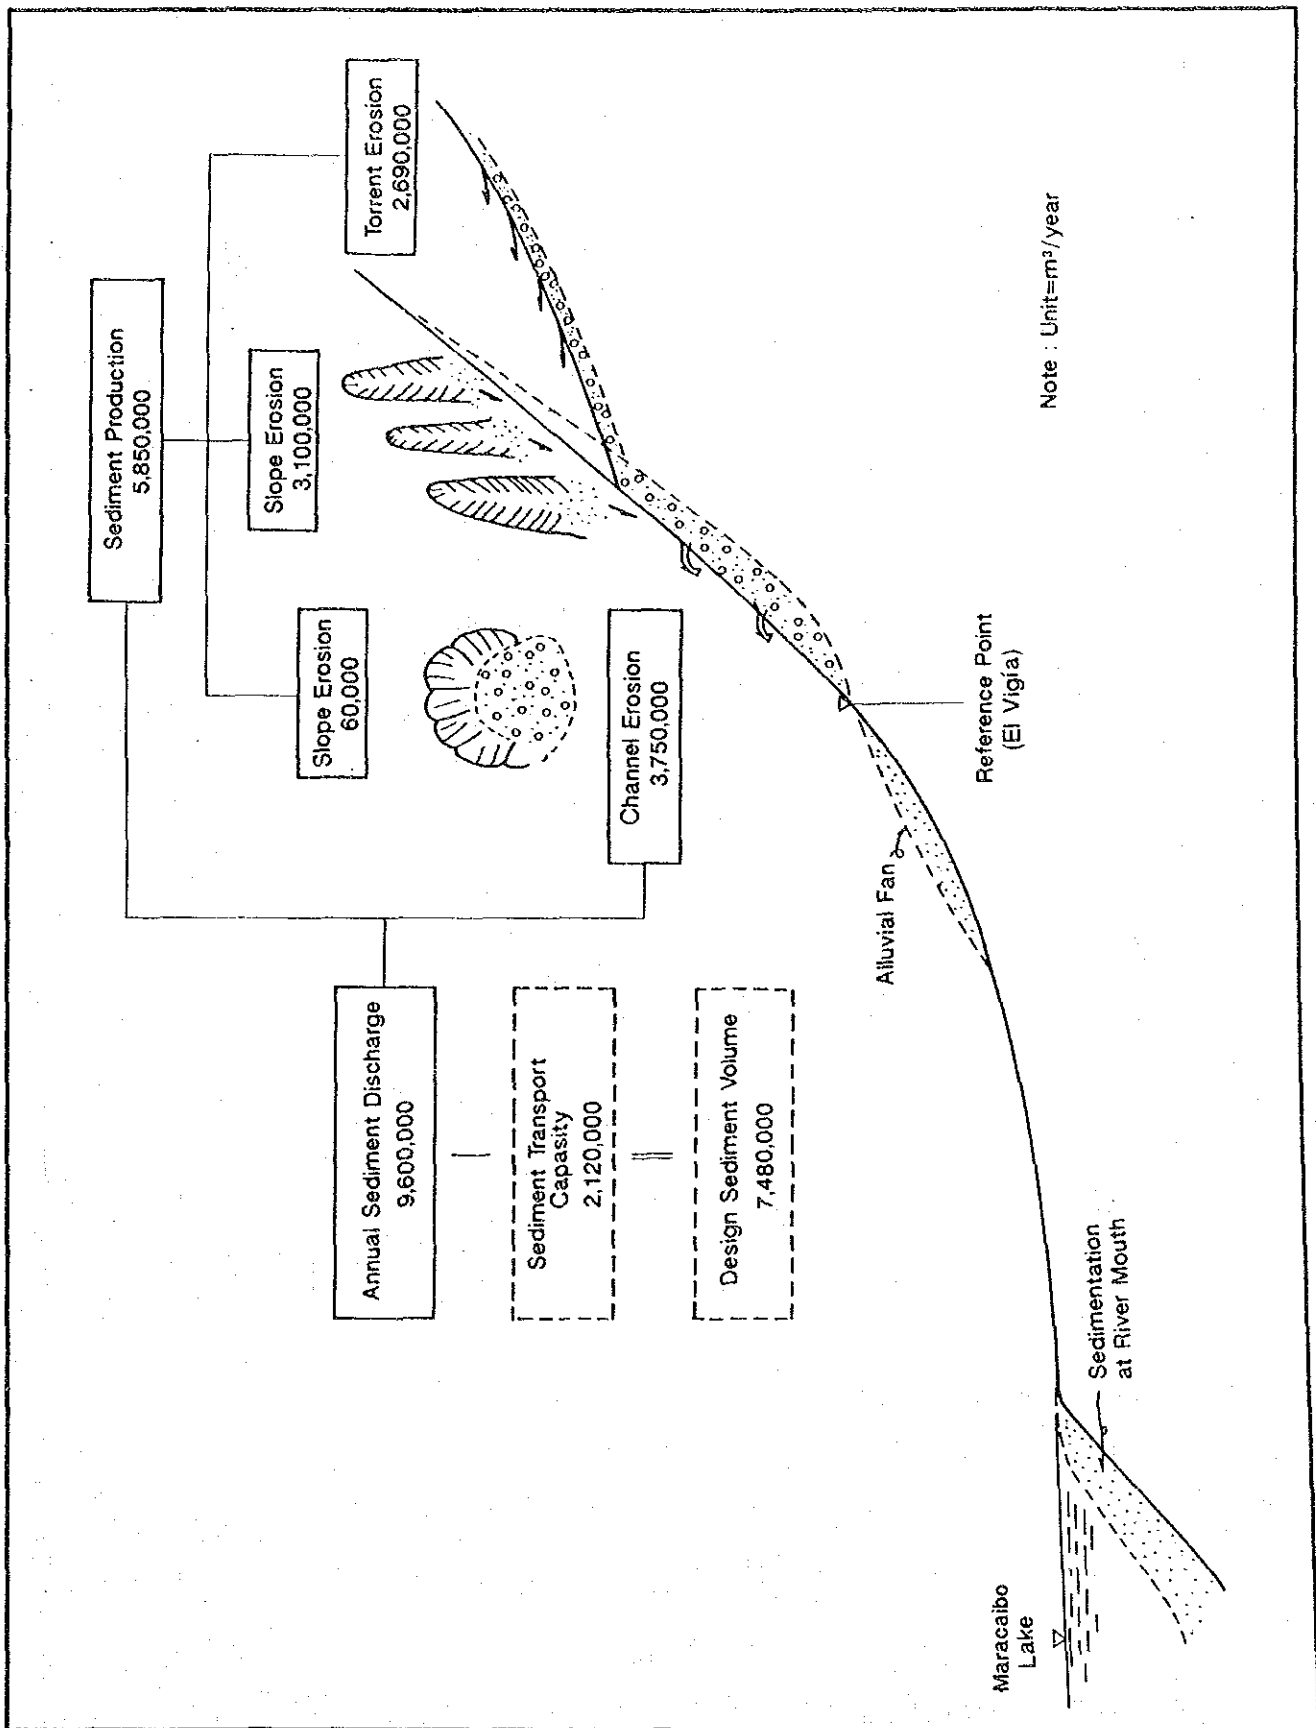 Sediment Production
5,850,000
Slope Erosion
60,000
Slope Erosion
3,100,000
Torrent Erosion
2,690,000
Annual Sediment Discharge
9,600,000
Channel Erosion
3,750,000
Sediment Transport
Capasity
2,120,000
Design Sediment Volume
7,480,000
Alluvial Fan
Reference Point
(El Vigía)
Note : Unit=m³/year
Maracaibo
Lake
Sedimentation
at River Mouth